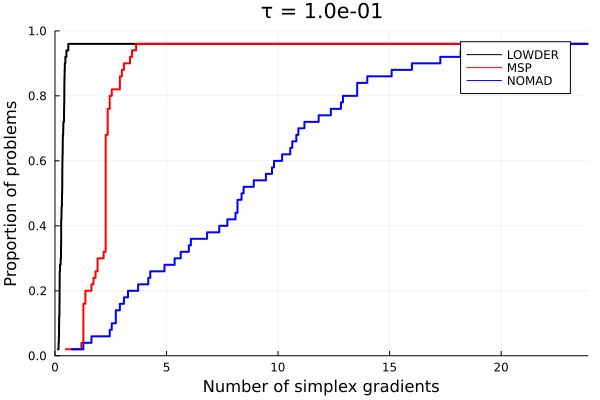 τ = 1.0e-01
Proportion of problems
1.0
0.8
0.6
0.4
0.2
0.0
LOWDER
MSP
NOMAD
0 5 10 15 20
Number of simplex gradients